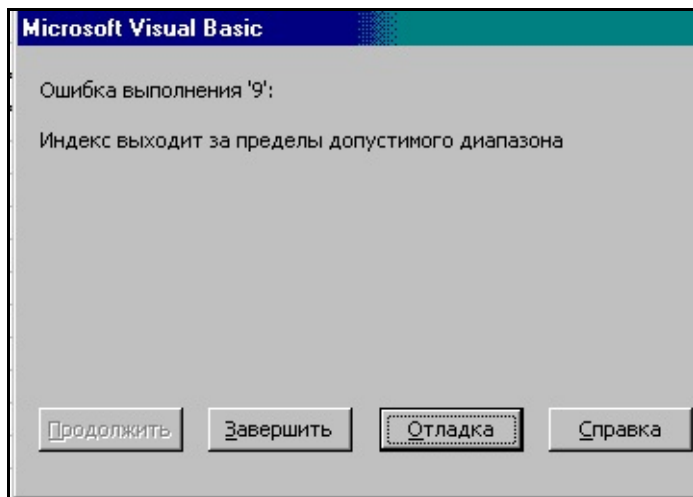 Microsoft Visual Basic
Ошибка выполнения '9':
Индекс выходит за пределы допустимого диапазона
Продолжить Завершить Отладка Справка